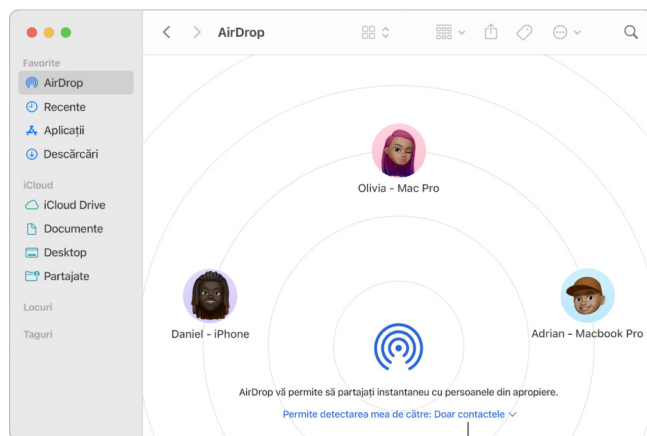 AirDrop
Favorite
AirDrop
Recente
Aplicații
Descărcări
iCloud
iCloud Drive
Documente
Desktop
Partajate
Locuri
Taguri
Olivia - Mac Pro
Daniel - iPhone
Adrian - Macbook Pro
AirDrop vă permite să partajați instantaneu cu persoanele din apropiere.
Permite detectarea mea de către: Doar contactele